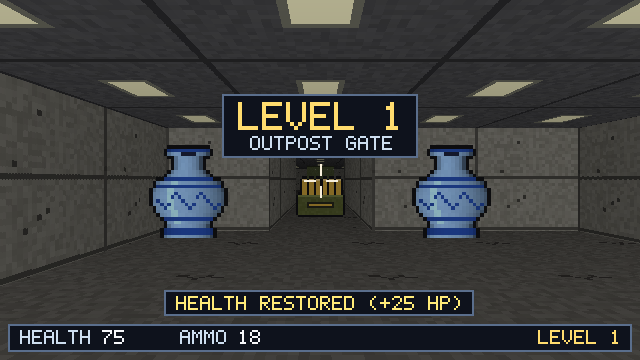 LEVEL 1
OUTPOST GATE
HEALTH RESTORED (+25 HP)
HEALTH 75 AMMO 18 LEVEL 1